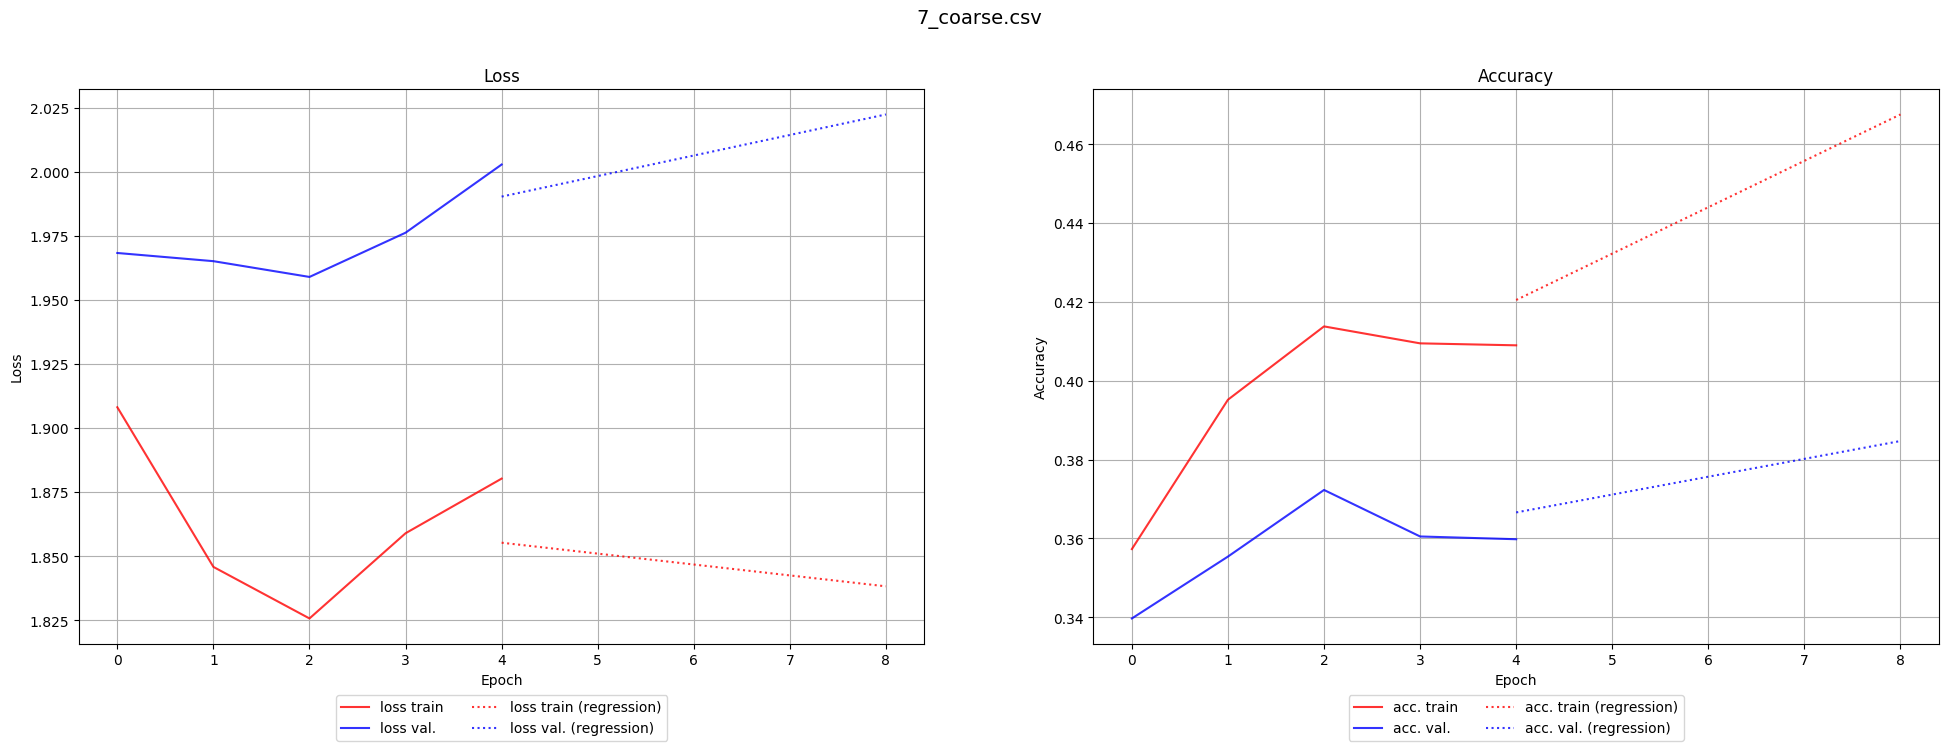 7_coarse.csv
Loss
2.025
2.000
1.975
1.950
1.925
1.900
1.875
1.850
1.825
Loss
0 1 2 3 4 5 6 7 8
Epoch
loss train loss train (regression)
loss val. loss val. (regression)
Accuracy
0.46
0.44
0.42
0.40
0.38
0.36
0.34
Accuracy
0 1 2 3 4 5 6 7 8
Epoch
acc. train acc. train (regression)
acc. val. acc. val. (regression)